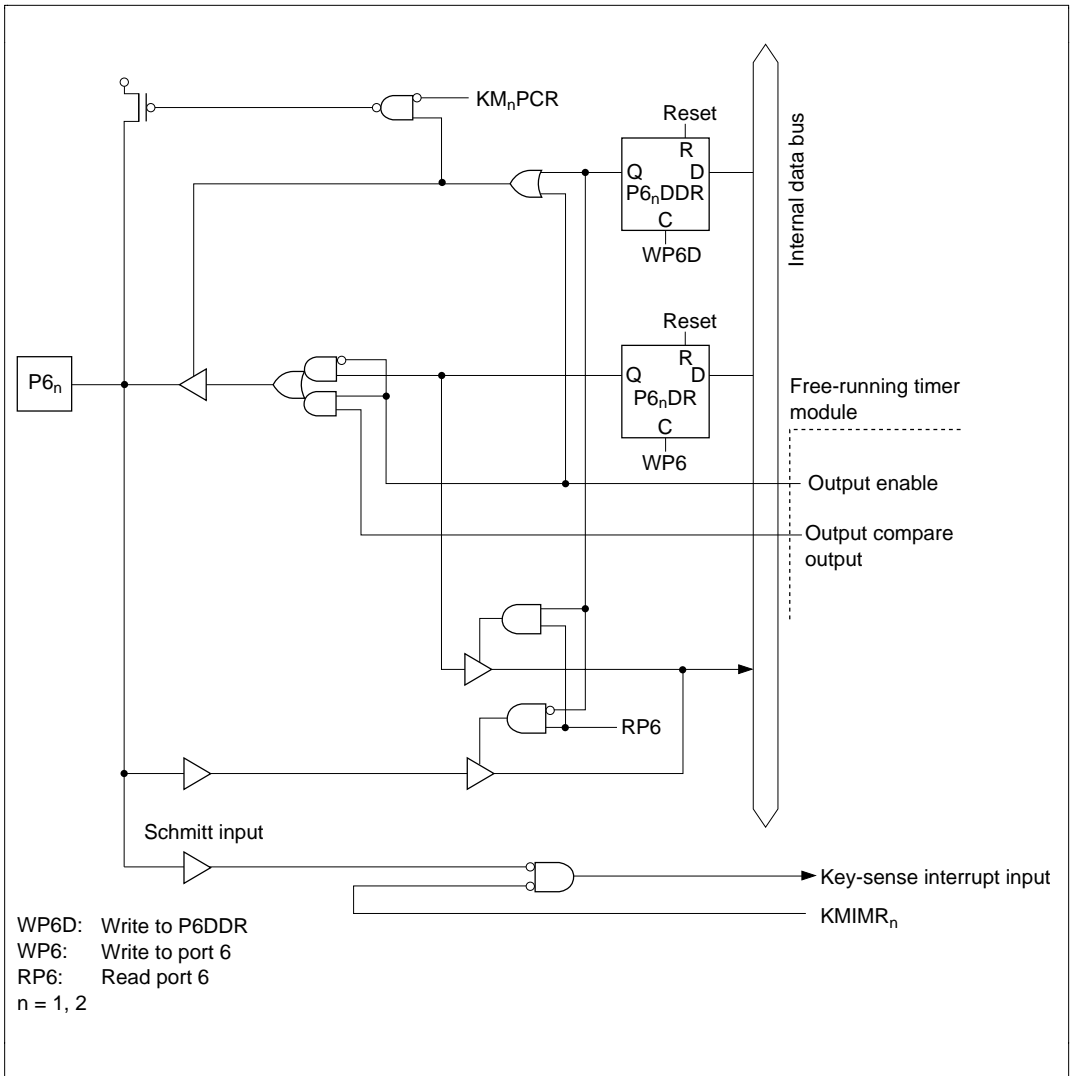 KMnPCR
Reset
R
Q D
P6nDDR
C
WP6D
Internal data bus
Reset
R
P6n
Q D
P6nDR
C
WP6
Free-running timer
module
Output enable
Output compare
output
RP6
Schmitt input
Key-sense interrupt input
KMIMRn
WP6D: Write to P6DDR
WP6: Write to port 6
RP6: Read port 6
n = 1, 2